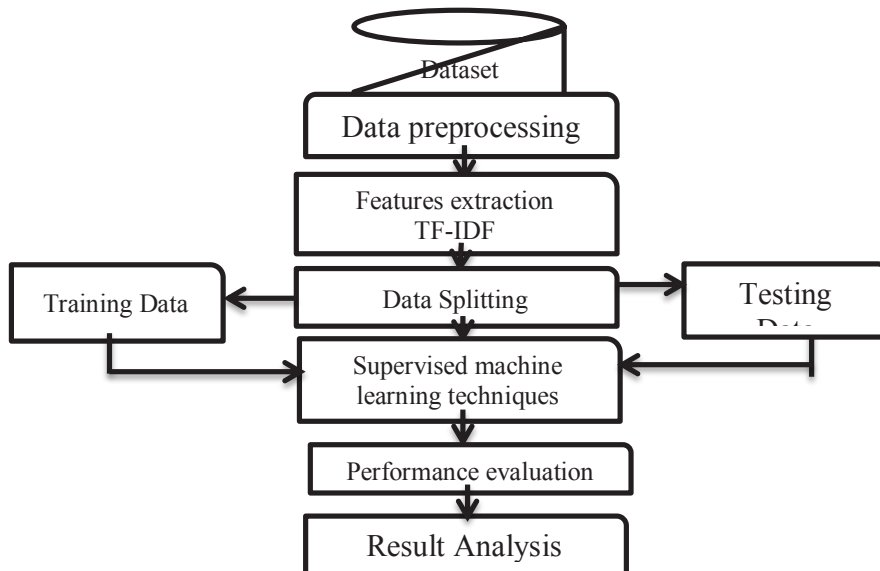 Dataset
Data preprocessing
Features extraction
TF-IDF
Training Data
Data Splitting
Testing
Data
Supervised machine
learning techniques
Performance evaluation
Result Analysis